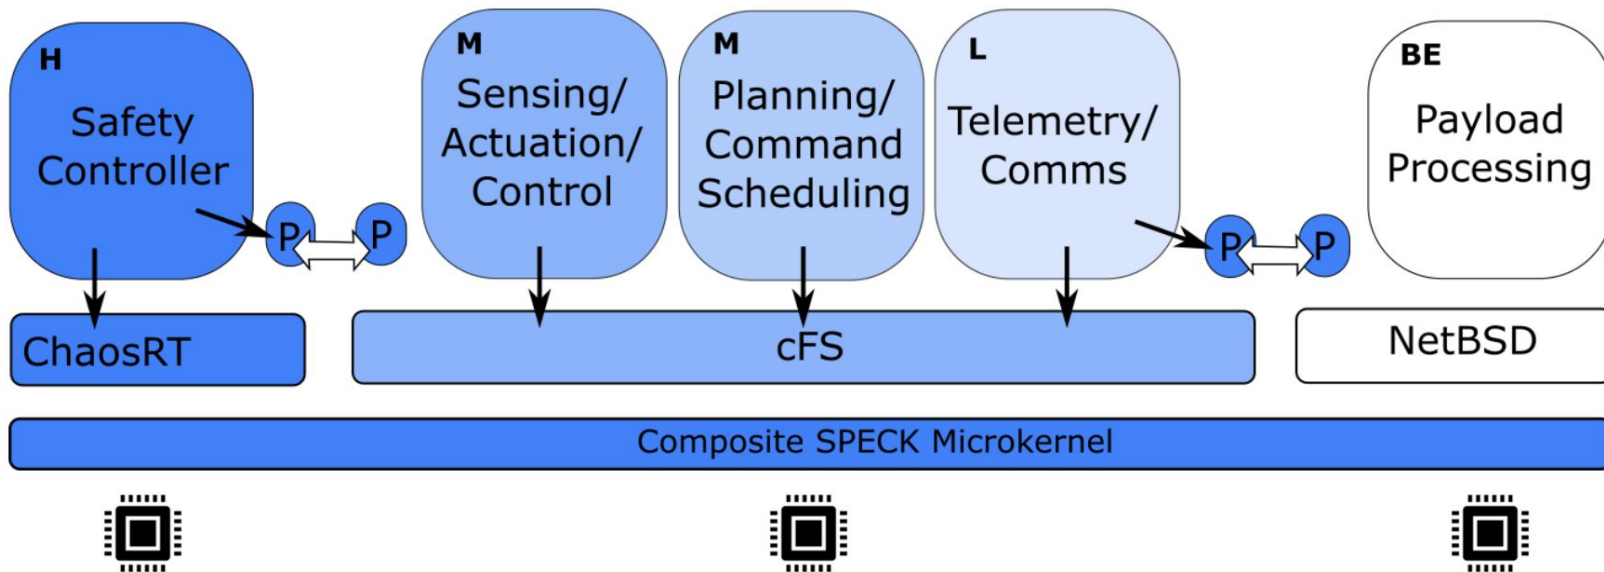 H
Safety
Controller
P
P
M
Sensing/
Actuation/
Control
M
Planning/
Command
Scheduling
L
Telemetry/
Comms
P
P
BE
Payload
Processing
ChaosRT
cFS
NetBSD
Composite SPECK Microkernel